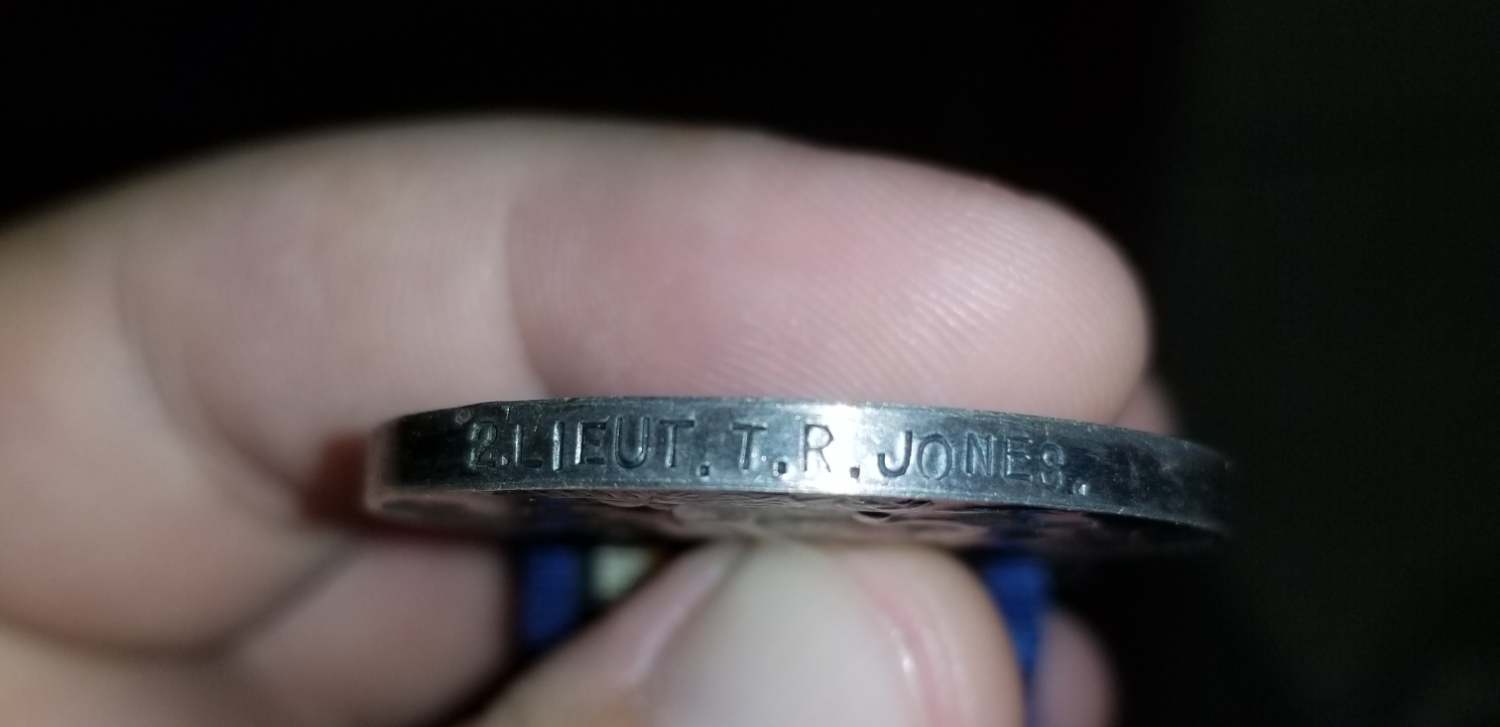 2.LIEUT. T. R. JONES.